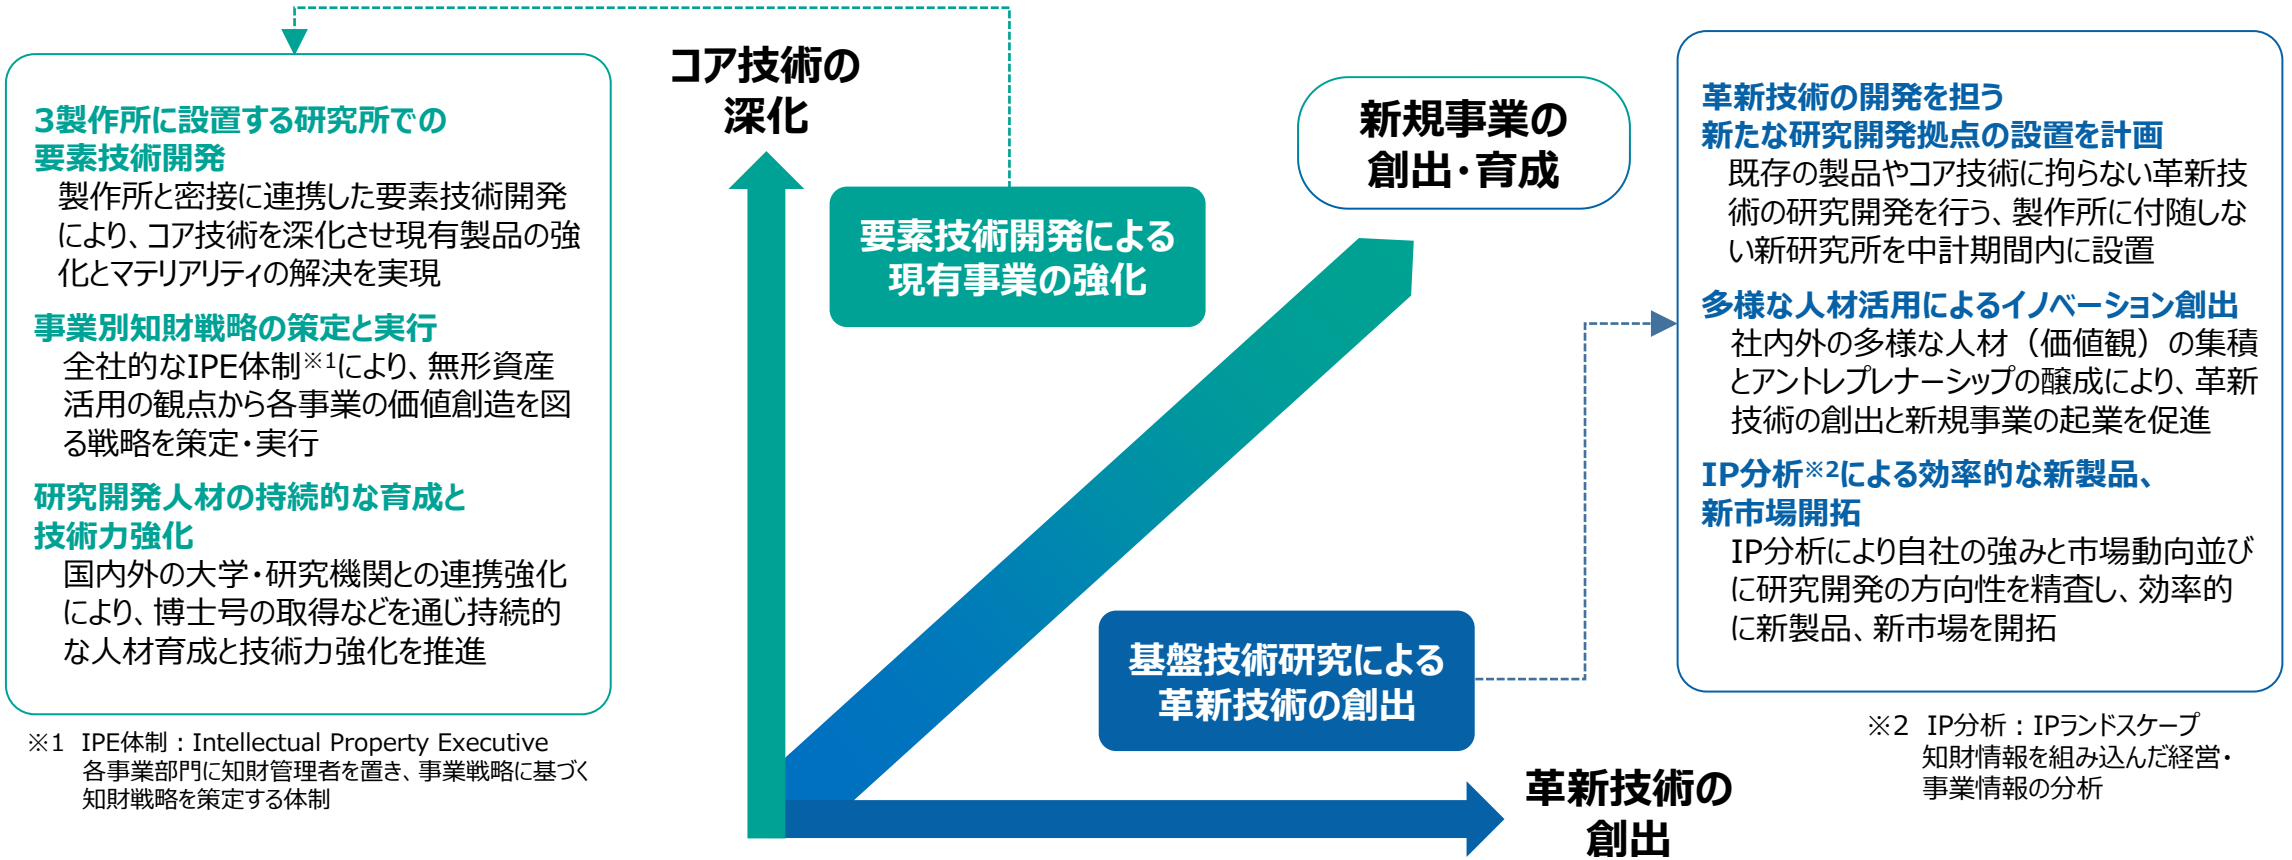 3製作所に設置する研究所での
要素技術開発
製作所と密接に連携した要素技術開発
により、コア技術を深化させ現有製品の強
化とマテリアリティの解決を実現
事業別知財戦略の策定と実行
全社的なIPE体制※1により、無形資産
活用の観点から各事業の価値創造を図
る戦略を策定・実行
研究開発人材の持続的な育成と
技術力強化
国内外の大学・研究機関との連携強化
により、博士号の取得などを通じ持続的
な人材育成と技術力強化を推進
※1 IPE体制：Intellectual Property Executive
各事業部門に知財管理者を置き、事業戦略に基づく
知財戦略を策定する体制
コア技術の
深化
要素技術開発による
現有事業の強化
新規事業の
創出・育成
基盤技術研究による
革新技術の創出
革新技術の
創出
革新技術の開発を担う
新たな研究開発拠点の設置を計画
既存の製品やコア技術に拘らない革新技
術の研究開発を行う、製作所に付随しな
い新研究所を中計期間内に設置
多様な人材活用によるイノベーション創出
社内外の多様な人材（価値観）の集積
とアントレプレナーシップの醸成により、革新
技術の創出と新規事業の起業を促進
IP分析※2による効率的な新製品、
新市場開拓
IP分析により自社の強みと市場動向並び
に研究開発の方向性を精査し、効率的
に新製品、新市場を開拓
※2 IP分析：IPランドスケープ
知財情報を組み込んだ経営・
事業情報の分析